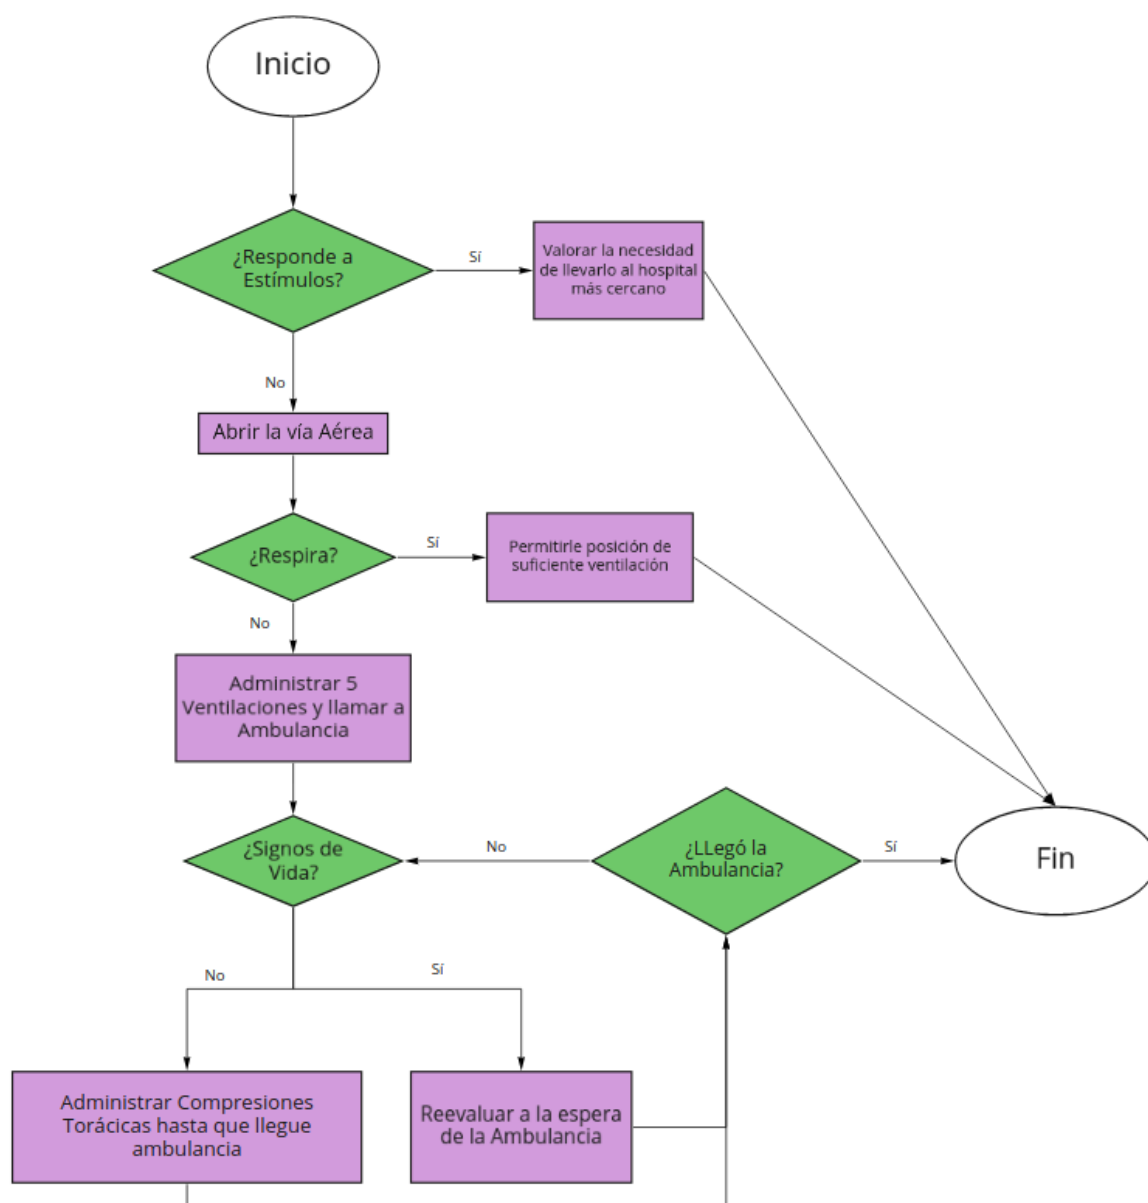 Inicio
¿Responde a
Estímulos?
Sí
Valorar la necesidad
de llevarlo al hospital
más cercano
No
Abrir la vía Aérea
¿Respira?
Sí
Permitirle posición de
suficiente ventilación
No
Administrar 5
Ventilaciones y llamar a
Ambulancia
¿Signos de
Vida?
No
¿LLegó la
Ambulancia?
Sí
Fin
No
Sí
Administrar Compresiones
Torácicas hasta que llegue
ambulancia
Reevaluar a la espera
de la Ambulancia